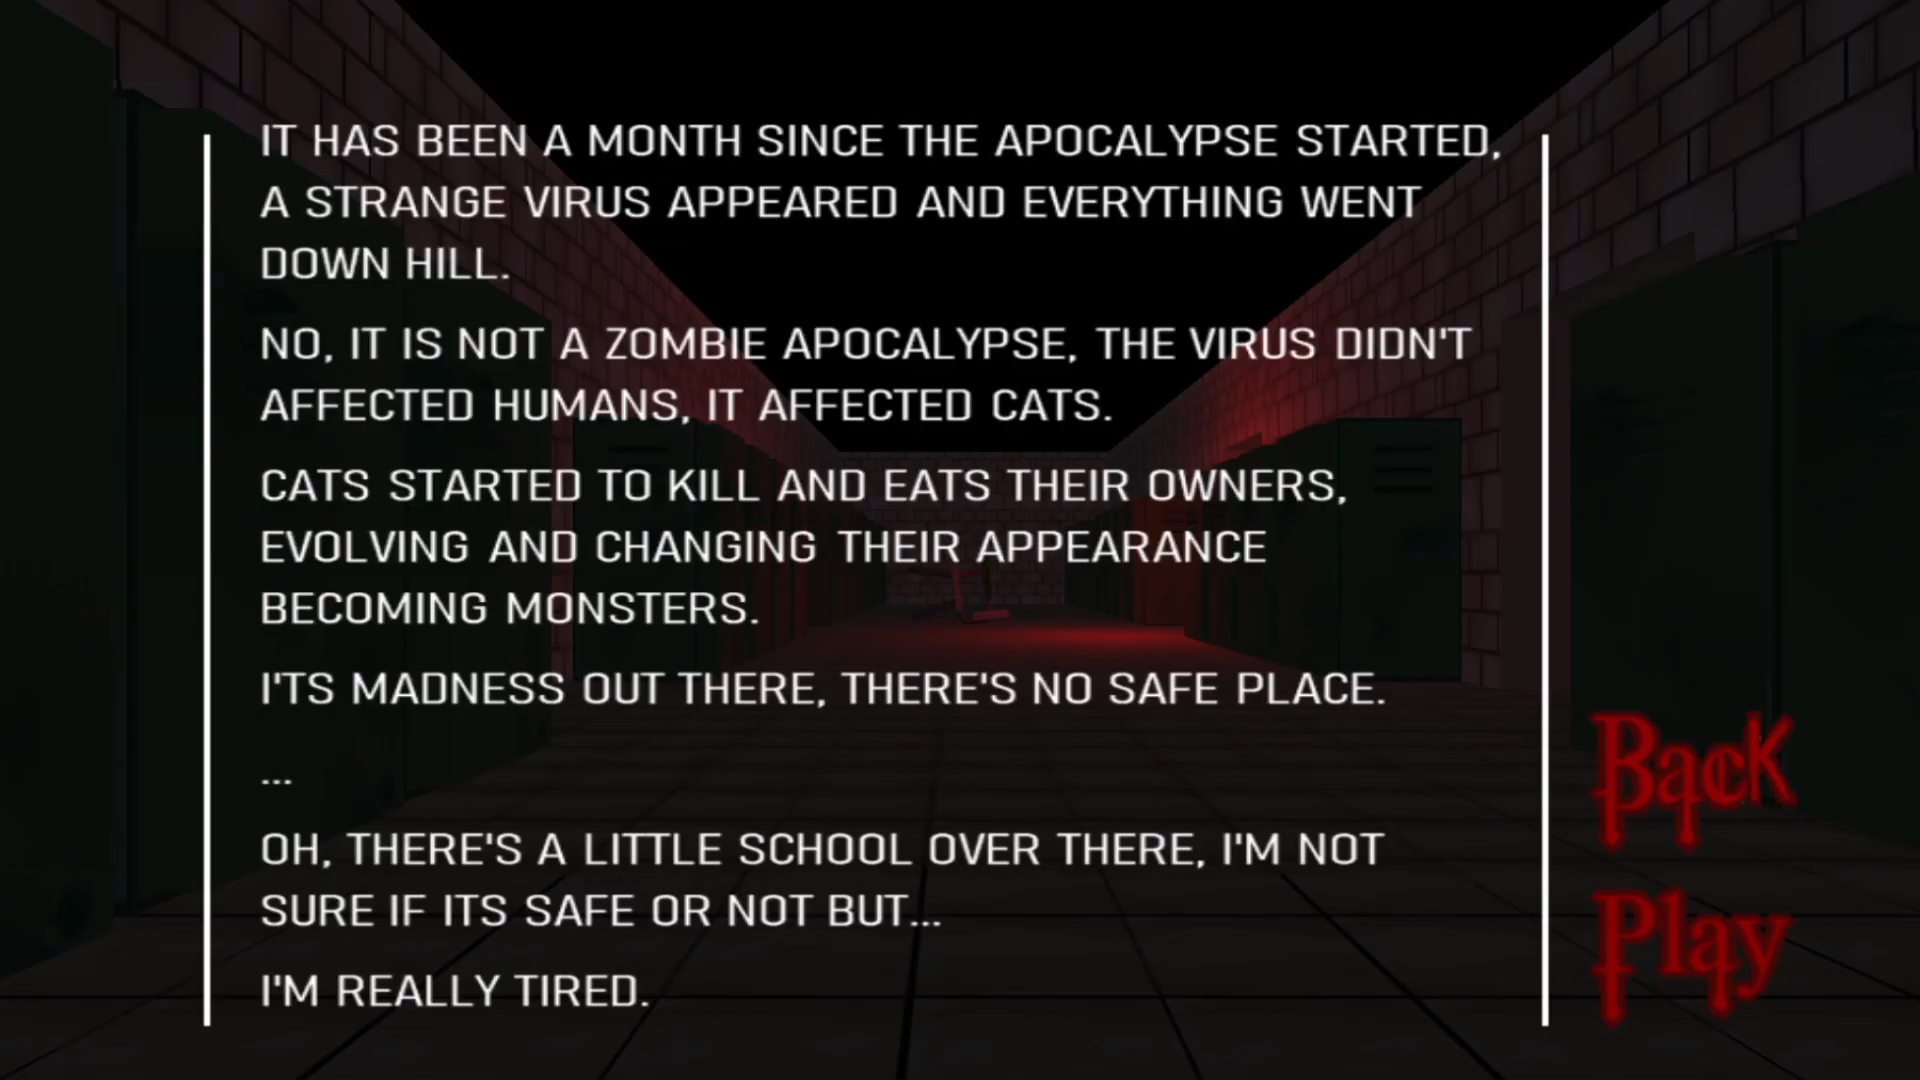 IT HAS BEEN A MONTH SINCE THE APOCALYPSE STARTED,
A STRANGE VIRUS APPEARED AND EVERYTHING WENT
DOWN HILL.
NO, IT IS NOT A ZOMBIE APOCALYPSE, THE VIRUS DIDN'T
AFFECTED HUMANS, IT AFFECTED CATS.
CATS STARTED TO KILL AND EATS THEIR OWNERS,
EVOLVING AND CHANGING THEIR APPEARANCE
BECOMING MONSTERS.
I'TS MADNESS OUT THERE, THERE'S NO SAFE PLACE.
...
OH, THERE'S A LITTLE SCHOOL OVER THERE, I'M NOT
SURE IF ITS SAFE OR NOT BUT...
I'M REALLY TIRED.
Back
Play